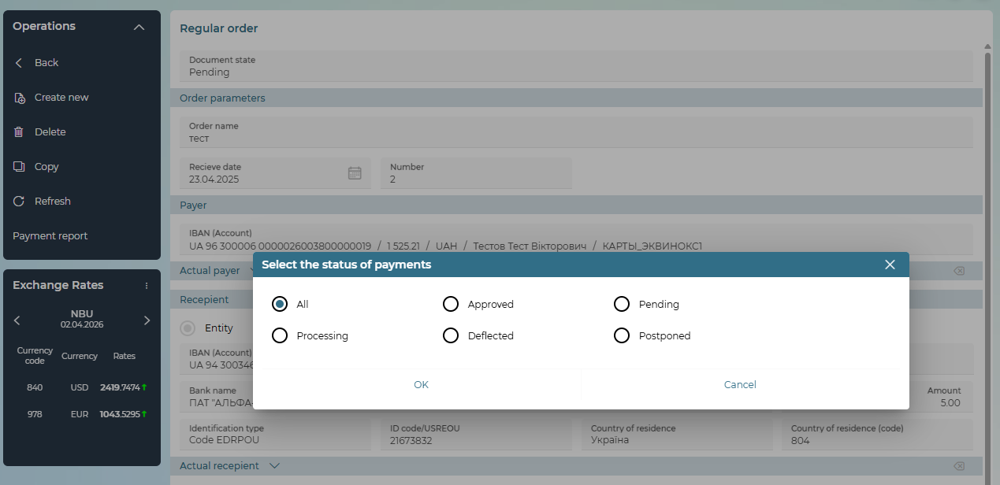 Operations
Back
Create new
Delete
Copy
Refresh
Payment report
Exchange Rates
NBU
02.04.2026
Currency code Currency Rates
840 USD 2419.7474
978 EUR 1043.5295
Regular order
Document state
Pending
Order parameters
Order name
тест
Recieve date Number
23.04.2025 2
Payer
IBAN (Account)
UA 96 300006 0000026003800000019 / 1 525.21 / UAH / Тестов Тест Вікторович / КАРТЫ_ЭКВИНОКС1
Select the status of payments
All Approved Pending
Processing Deflected Postponed
OK Cancel
Actual payer
Recepient
Entity
IBAN (Account)
UA 94 300346
Bank name Amount
ПАТ "АЛЬФА- 5.00
Identification type ID code/USREOU Country of residence Country of residence (code)
Code EDRPOU 21673832 Україна 804
Actual recepient